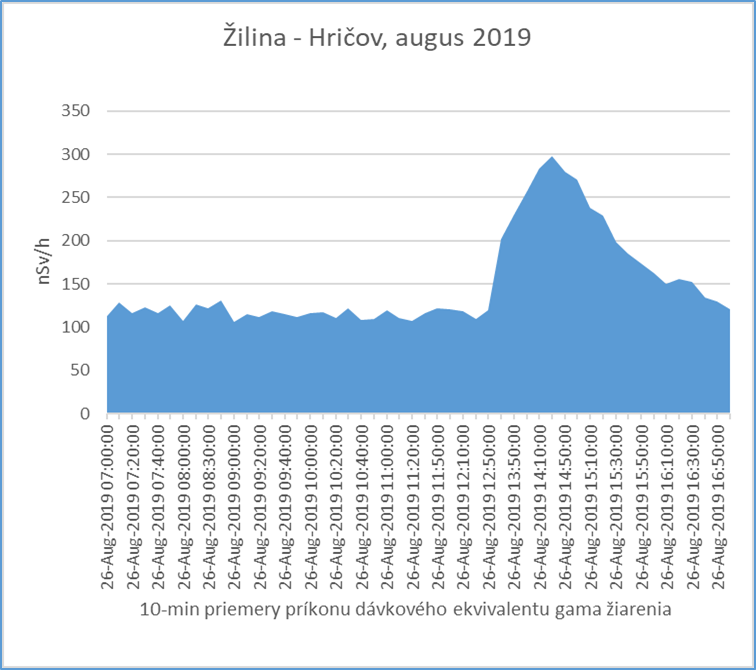 Žilina - Hričov, augus 2019
350
300
250
200
150
100
50
0
nSv/h
26-Aug-2019 07:00:00
26-Aug-2019 07:20:00
26-Aug-2019 07:40:00
26-Aug-2019 08:00:00
26-Aug-2019 08:30:00
26-Aug-2019 09:00:00
26-Aug-2019 09:20:00
26-Aug-2019 09:40:00
26-Aug-2019 10:00:00
26-Aug-2019 10:20:00
26-Aug-2019 10:40:00
26-Aug-2019 11:00:00
26-Aug-2019 11:20:00
26-Aug-2019 11:50:00
26-Aug-2019 12:10:00
26-Aug-2019 12:50:00
26-Aug-2019 13:50:00
26-Aug-2019 14:10:00
26-Aug-2019 14:50:00
26-Aug-2019 15:10:00
26-Aug-2019 15:30:00
26-Aug-2019 15:50:00
26-Aug-2019 16:10:00
26-Aug-2019 16:30:00
26-Aug-2019 16:50:00
10-min priemery príkonu dávkového ekvivalentu gama žiarenia